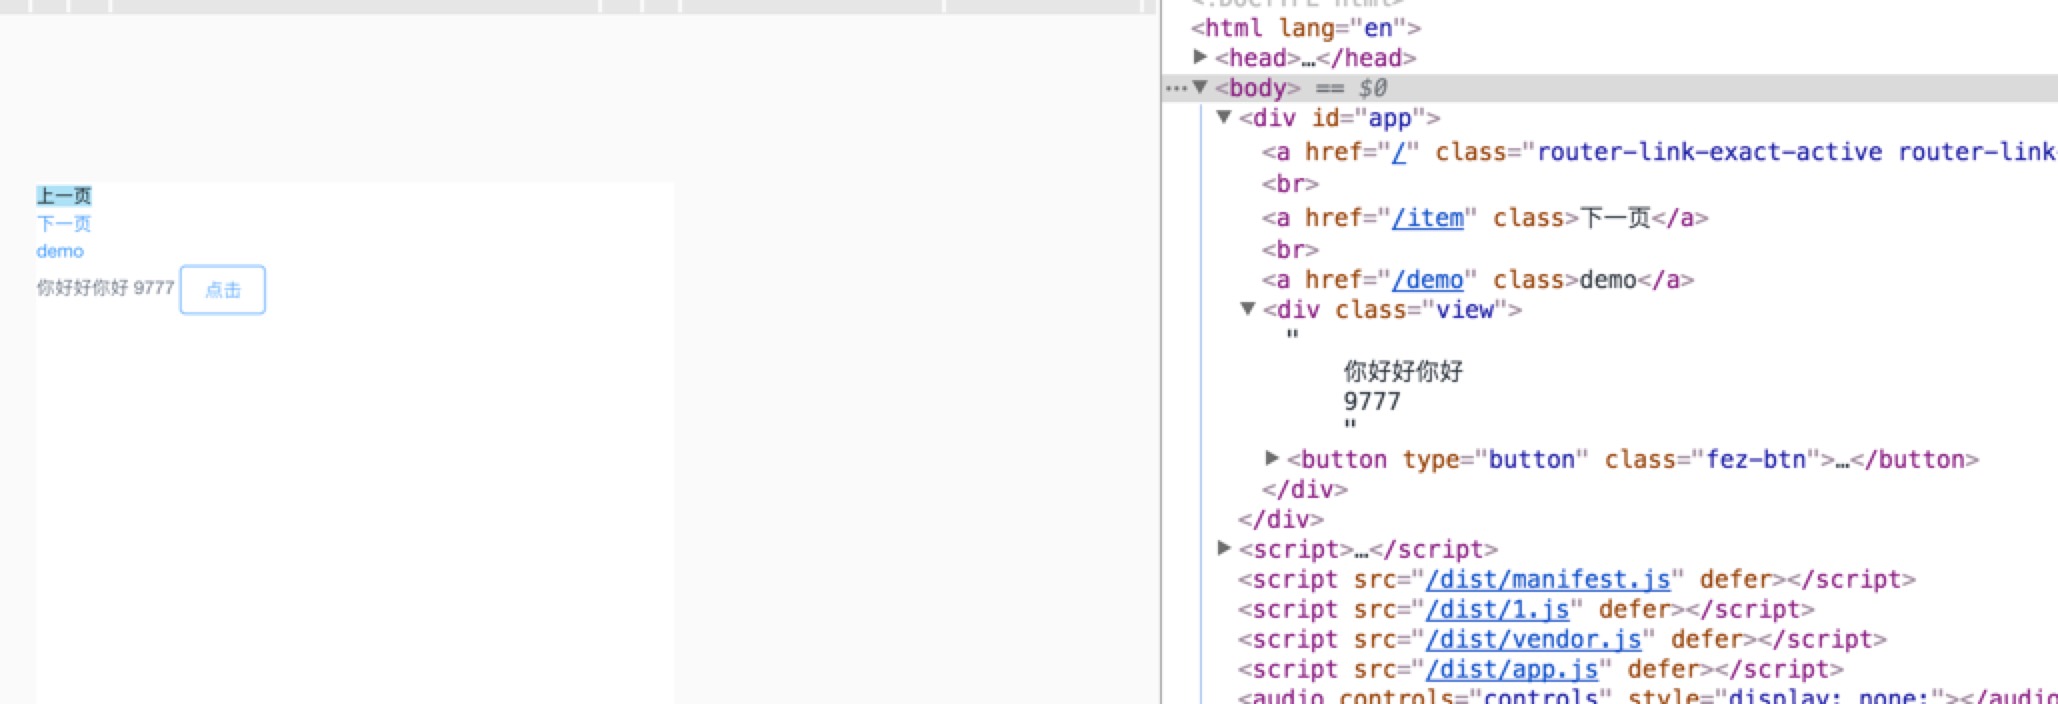 上一页
下一页
demo
你好好你好 9777 点击
<!DOCTYPE html>
<html lang="en">
<head>…</head>
<body> == $0
<div id="app">
<a href="/" class="router-link-exact-active router-link
<br>
<a href="/item" class>下一页</a>
<br>
<a href="/demo" class>demo</a>
<div class="view">
"
你好好你好
9777
"
<button type="button" class="fez-btn">…</button>
</div>
</div>
<script>…</script>
<script src="/dist/manifest.js" defer></script>
<script src="/dist/1.js" defer></script>
<script src="/dist/vendor.js" defer></script>
<script src="/dist/app.js" defer></script>
<audio controls="controls" style="display: none;"></audio